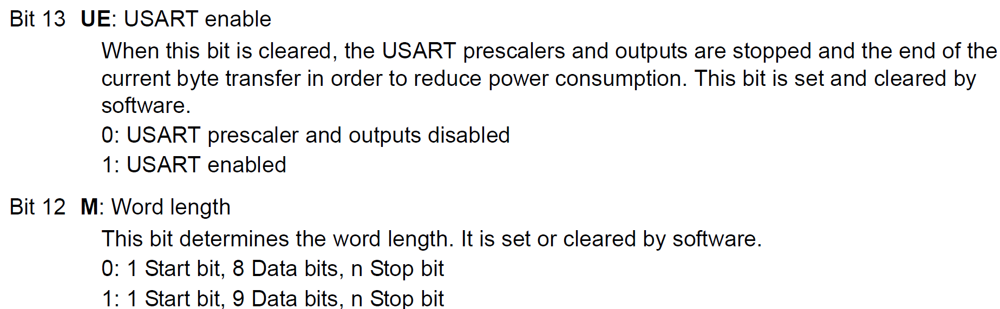 Bit 13 UE: USART enable
When this bit is cleared, the USART prescalers and outputs are stopped and the end of the
current byte transfer in order to reduce power consumption. This bit is set and cleared by
software.
0: USART prescaler and outputs disabled
1: USART enabled
Bit 12 M: Word length
This bit determines the word length. It is set or cleared by software.
0: 1 Start bit, 8 Data bits, n Stop bit
1: 1 Start bit, 9 Data bits, n Stop bit